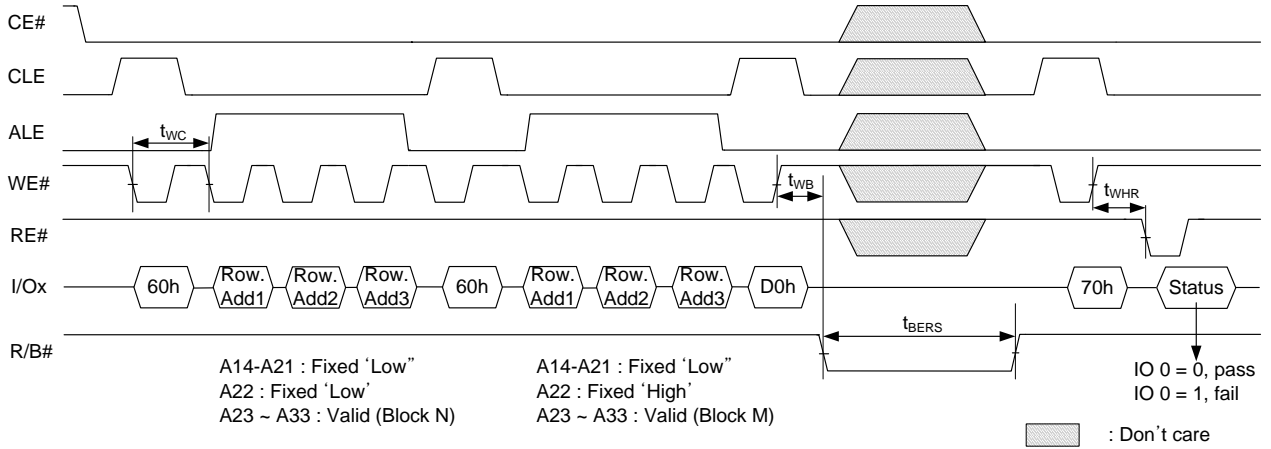 CE#
CLE
ALE
tWC
WE#
tWB
tWHR
RE#
I/Ox
60h
Row. Add1
Row. Add2
Row. Add3
60h
Row. Add1
Row. Add2
Row. Add3
D0h
70h
Status
tBERS
R/B#
A14-A21 : Fixed ‘Low”
A22 : Fixed ‘Low’
A23 ~ A33 : Valid (Block N)
A14-A21 : Fixed ‘Low”
A22 : Fixed ‘High’
A23 ~ A33 : Valid (Block M)
IO 0 = 0, pass
IO 0 = 1, fail
: Don’t care